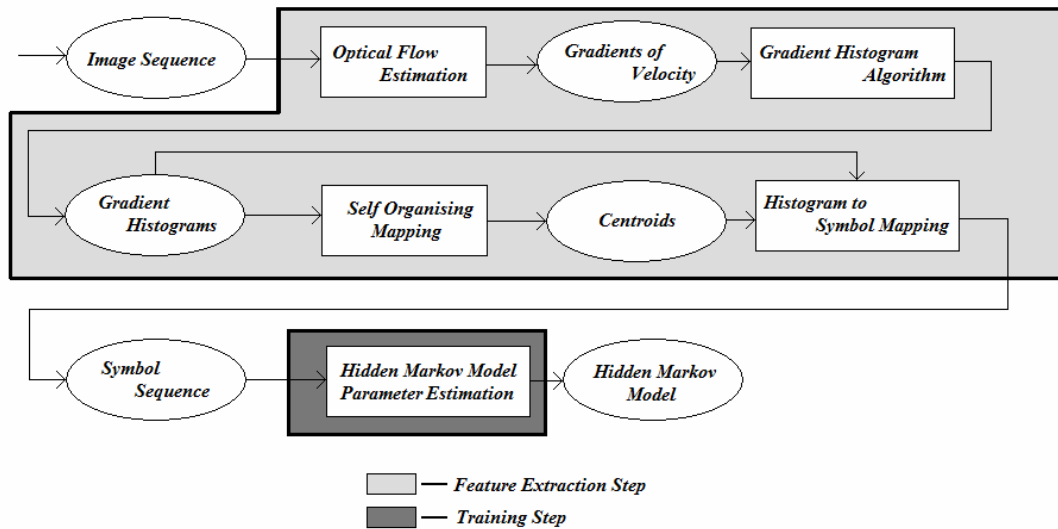 Image Sequence
Optical Flow
Estimation
Gradients of
Velocity
Gradient Histogram
Algorithm
Gradient
Histograms
Self Organising
Mapping
Centroids
Histogram to
Symbol Mapping
Symbol
Sequence
Hidden Markov Model
Parameter Estimation
Hidden Markov
Model
Feature Extraction Step
Training Step